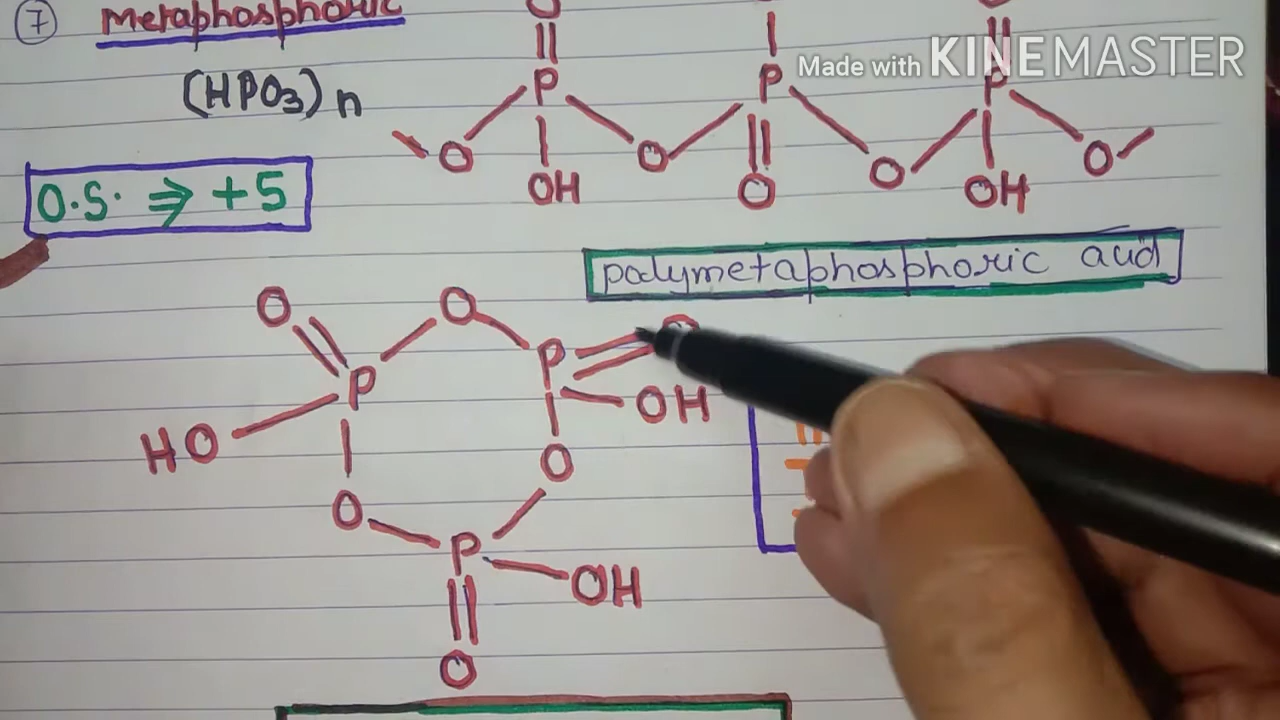 7 Metaphosphoric
Made with KINEMASTER
(HPO3)n
O
P
P
P
O
O
O
O
OH
O
OH
O.S. ⇒ +5
polymetaphosphoric acid
O
O
O
P
P
OH
HO
O
O
P
OH
O